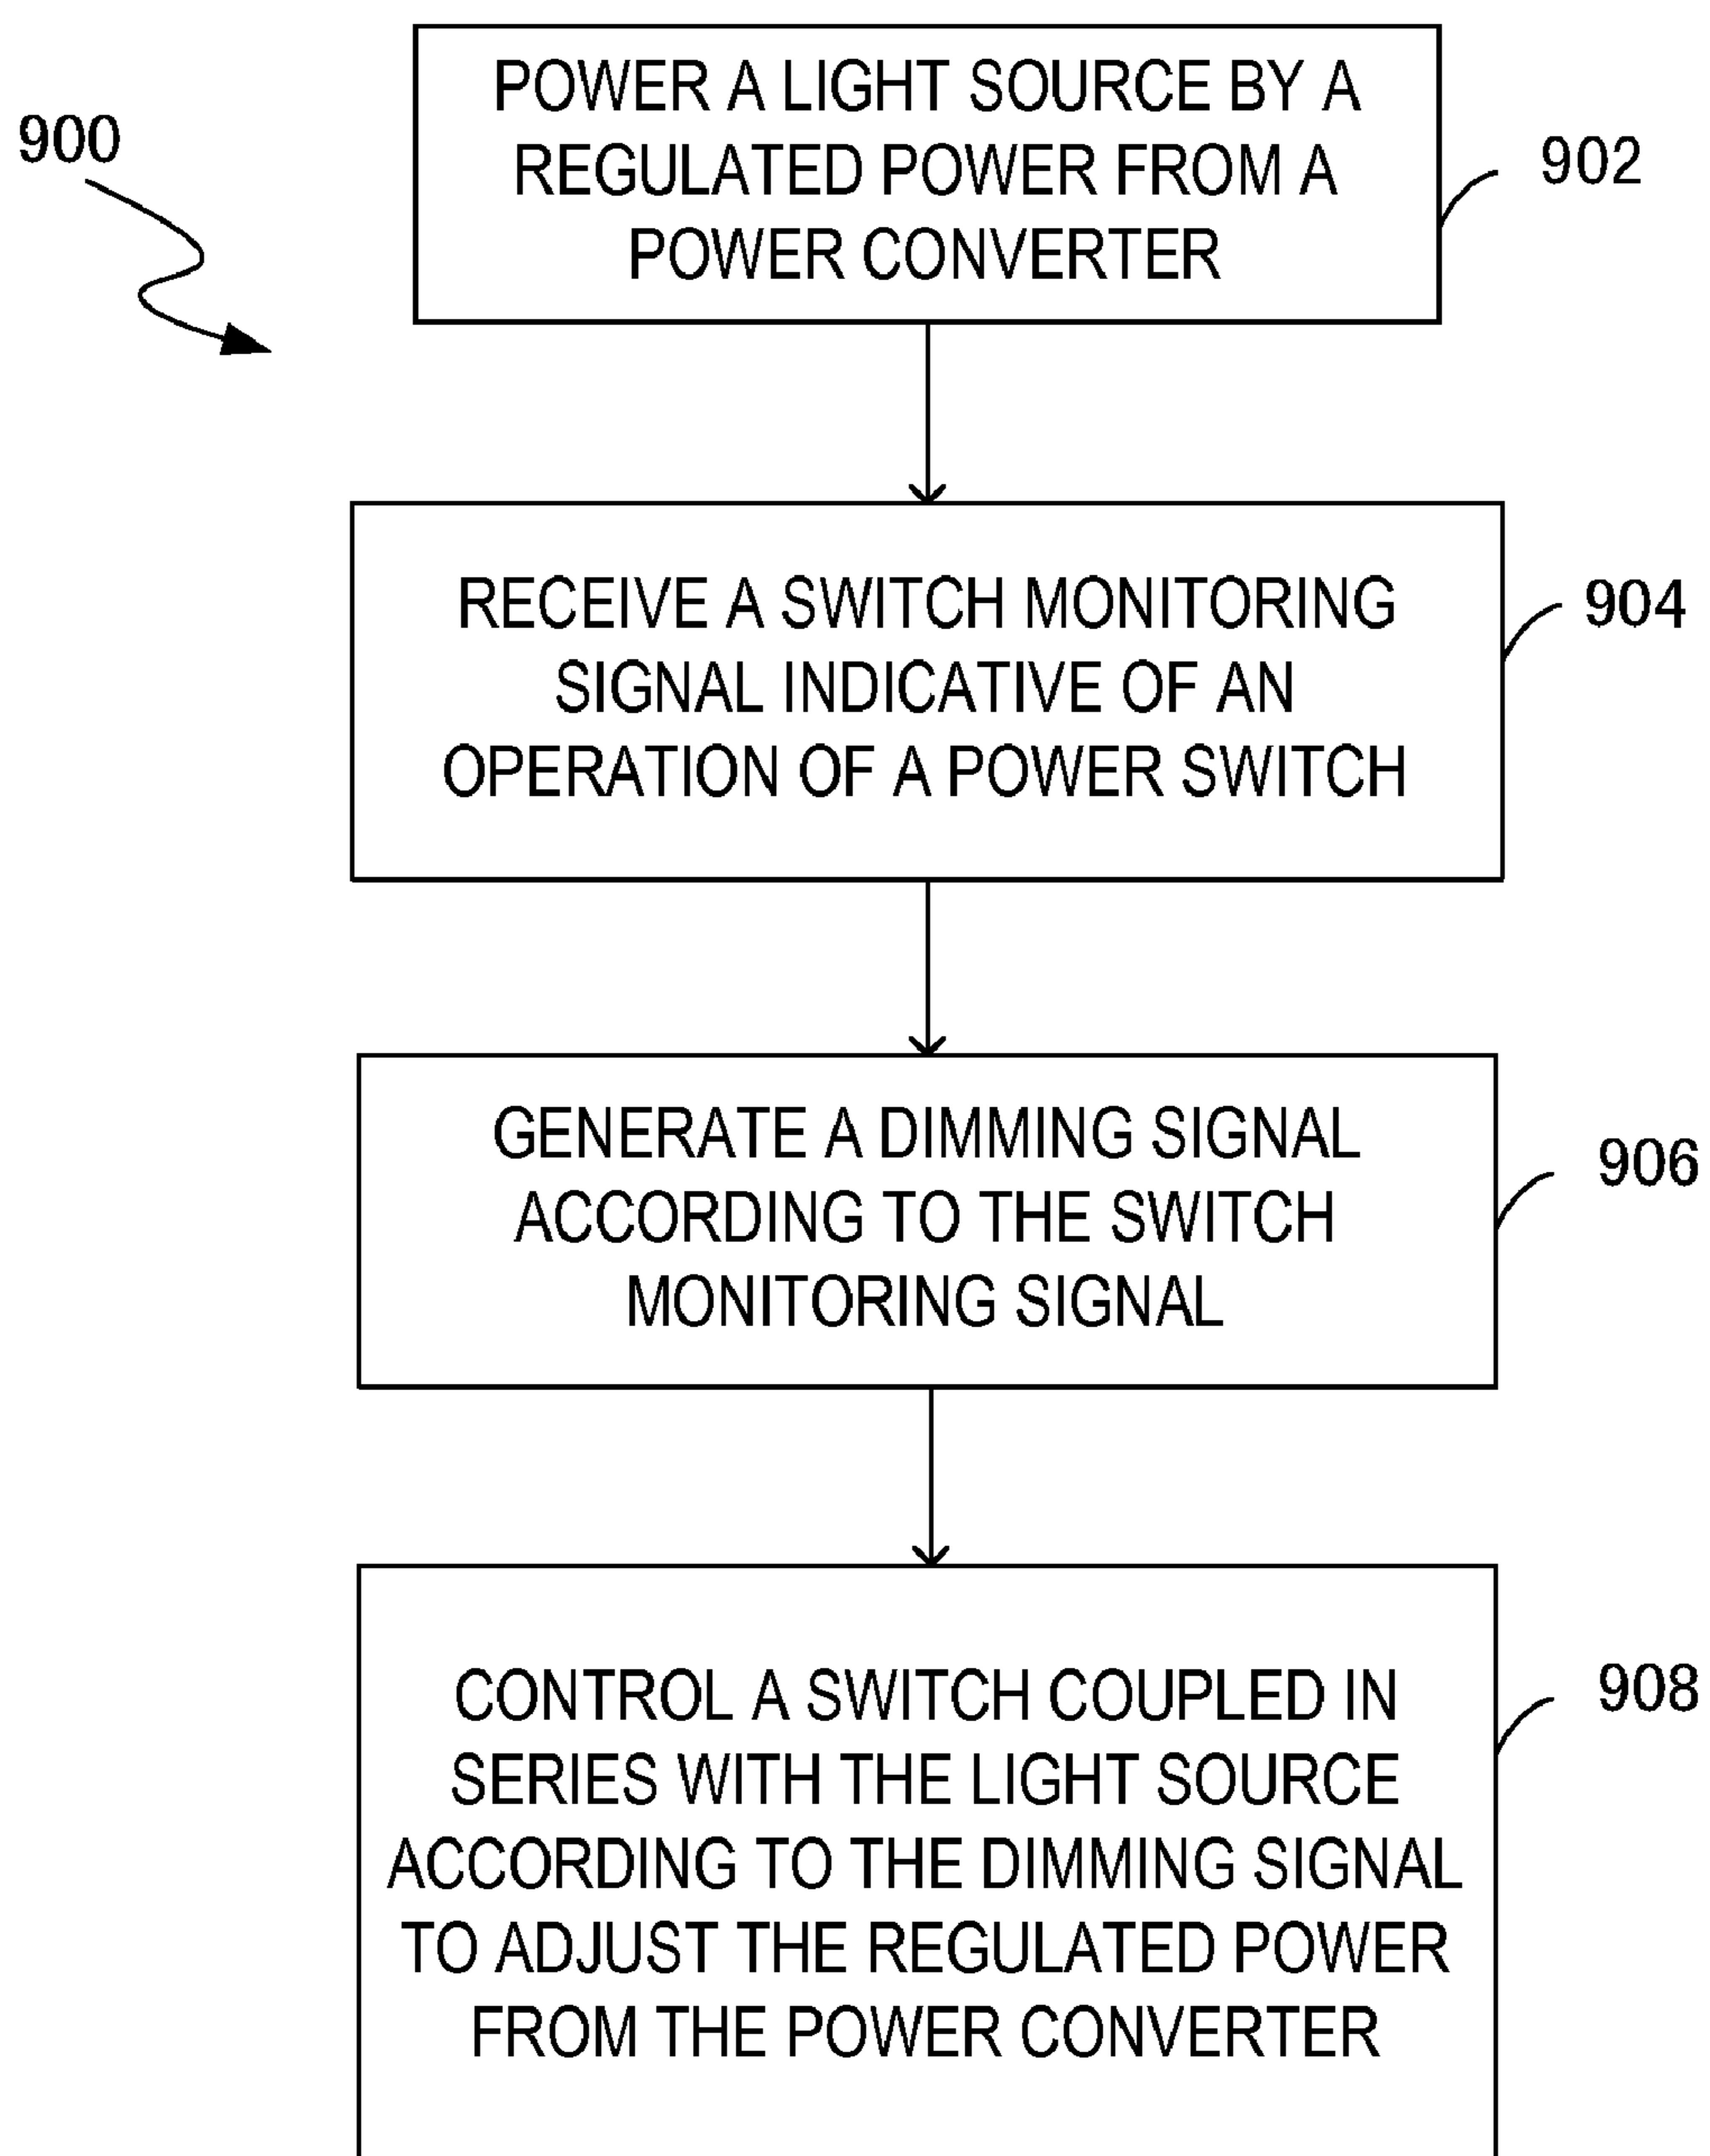 900
POWER A LIGHT SOURCE BY A
REGULATED POWER FROM A
POWER CONVERTER
902
RECEIVE A SWITCH MONITORING
SIGNAL INDICATIVE OF AN
OPERATION OF A POWER SWITCH
904
GENERATE A DIMMING SIGNAL
ACCORDING TO THE SWITCH
MONITORING SIGNAL
906
CONTROL A SWITCH COUPLED IN
SERIES WITH THE LIGHT SOURCE
ACCORDING TO THE DIMMING SIGNAL
TO ADJUST THE REGULATED POWER
FROM THE POWER CONVERTER
908